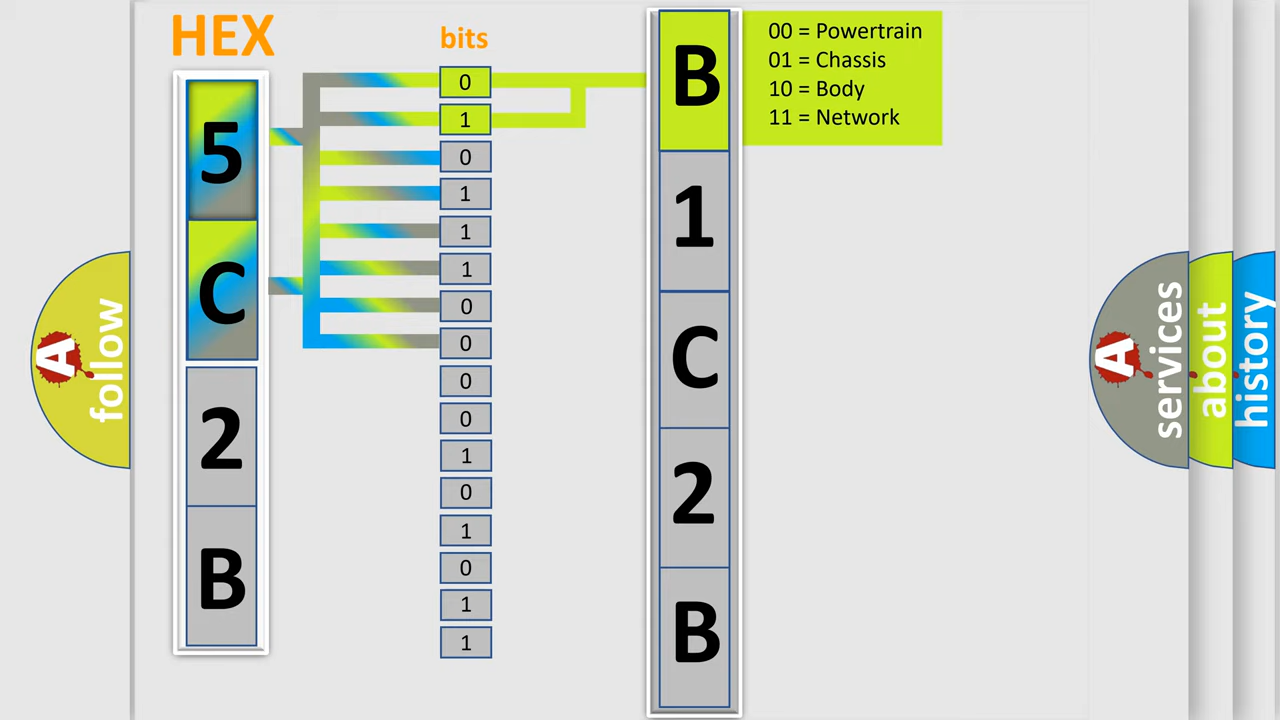 HEX
5
C
2
B
bits
0
1
0
1
1
1
0
0
0
0
1
0
1
0
1
1
B
1
C
2
B
00 = Powertrain
01 = Chassis
10 = Body
11 = Network
A
follow
A
services
about
history